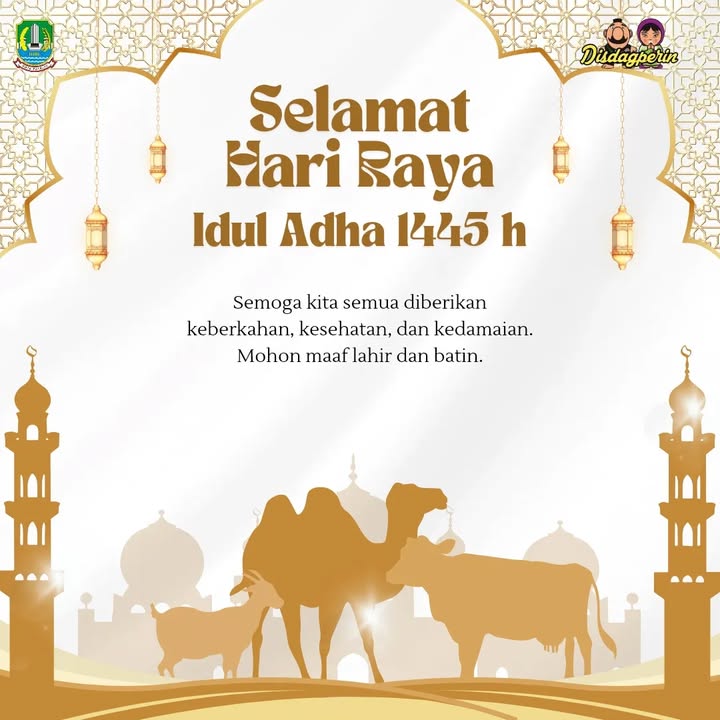 Disdagperin
Selamat
Hari Raya
Idul Adha 1445 h
Semoga kita semua diberikan
keberkahan, kesehatan, dan kedamaian.
Mohon maaf lahir dan batin.